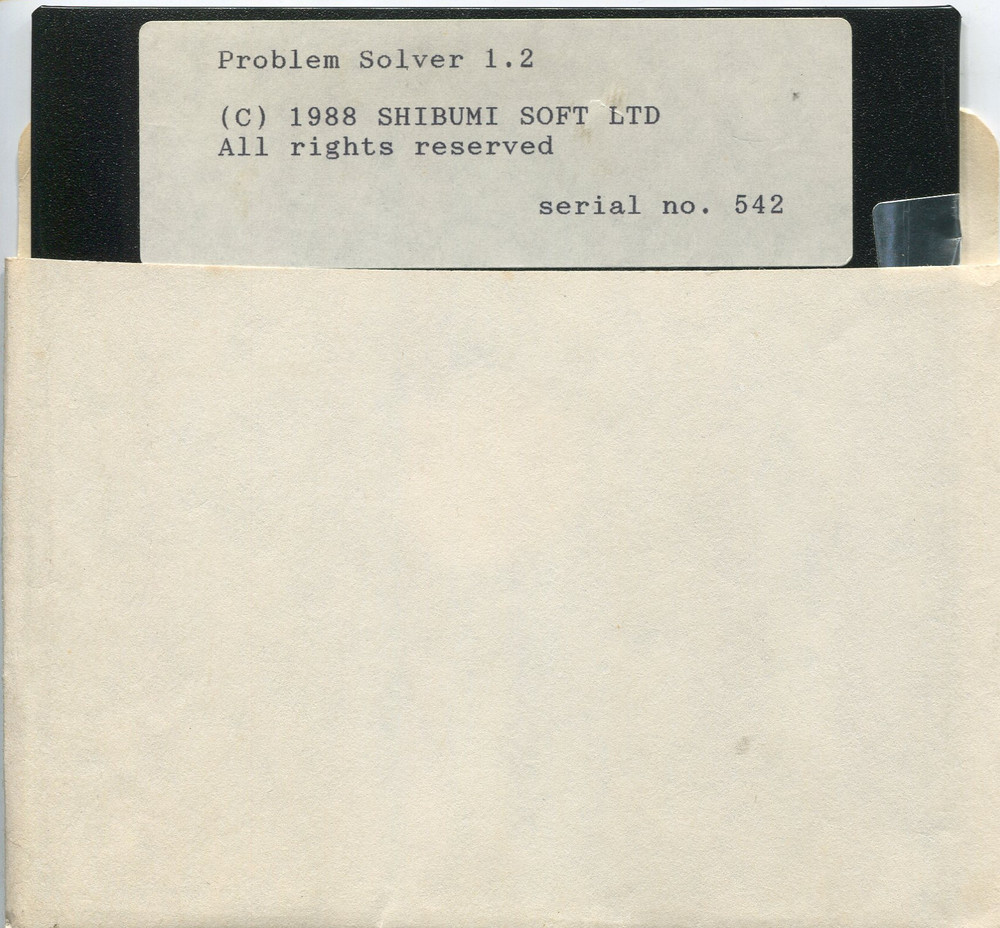 Problem Solver 1.2
(C) 1988 SHIBUMI SOFT LTD
All rights reserved
serial no. 542